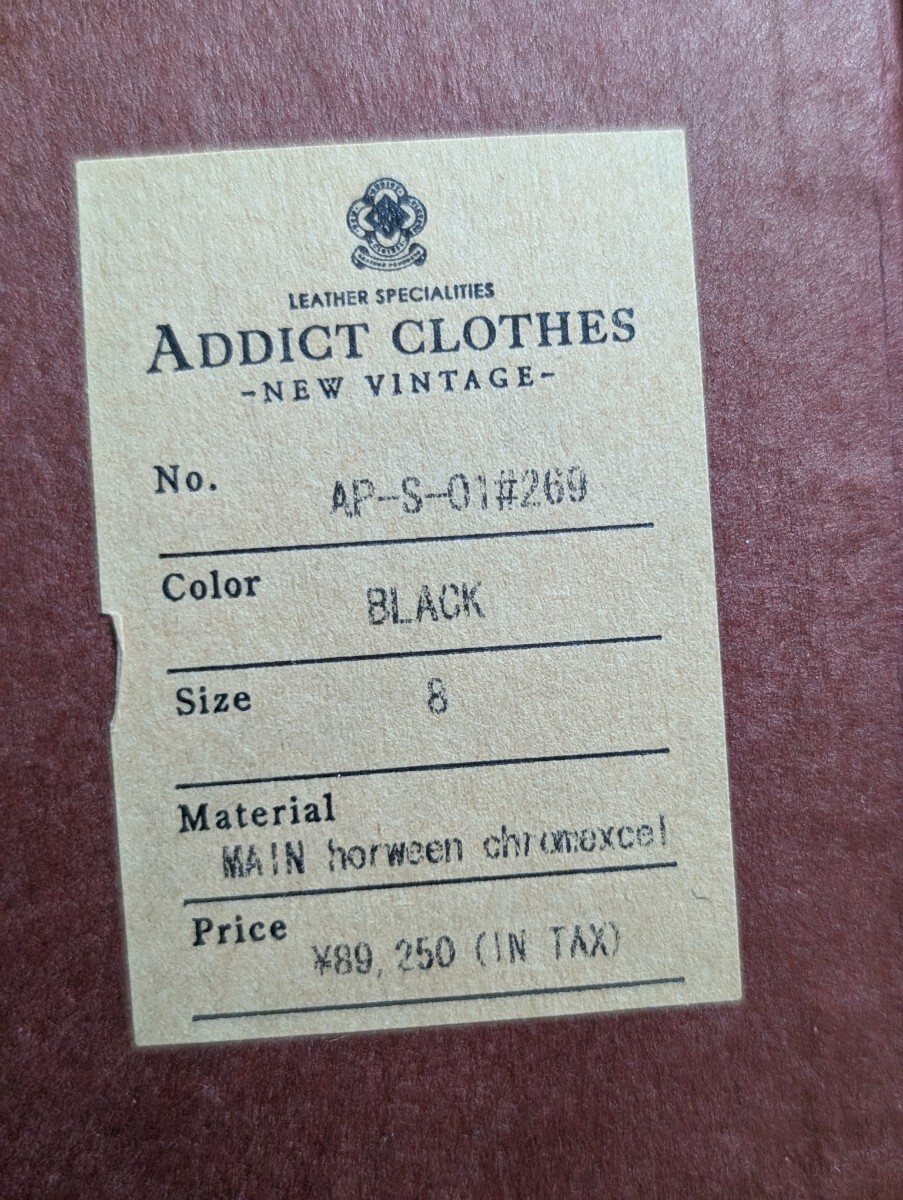 LEATHER SPECIALITIES
ADDICT CLOTHES
-NEW VINTAGE-
No. AP-S-01#269
Color BLACK
Size 8
Material
MAIN horween chromexcel
Price ¥89,250 (IN TAX)